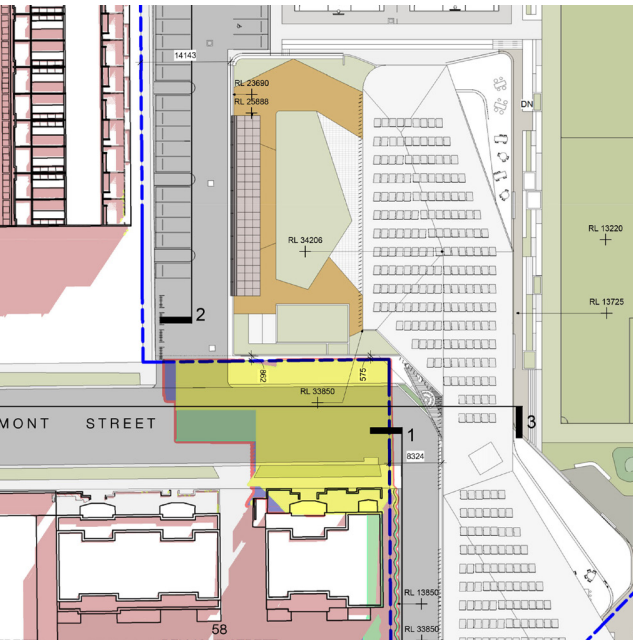 14143
RL 23690
RL 25888
DN
RL 13220
RL 34206
RL 13725
2
862
575
RL 33850
MONT STREET
3
1
8324
RL 13850
58
RL 33850